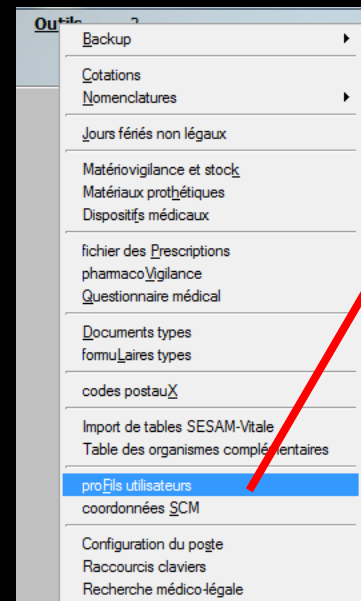 Outils ?
Backup
Cotations
Nomenclatures
Jours fériés non légaux
Matériovigilance et stock
Matériaux prothétiques
Dispositifs médicaux
fichier des Prescriptions
pharmacoVigilance
Questionnaire médical
Documents types
formuLaires types
codes postauX
Import de tables SESAM-Vitale
Table des organismes complémentaires
proFils utilisateurs
coordonnées SCM
Configuration du poste
Raccourcis claviers
Recherche médico-légale